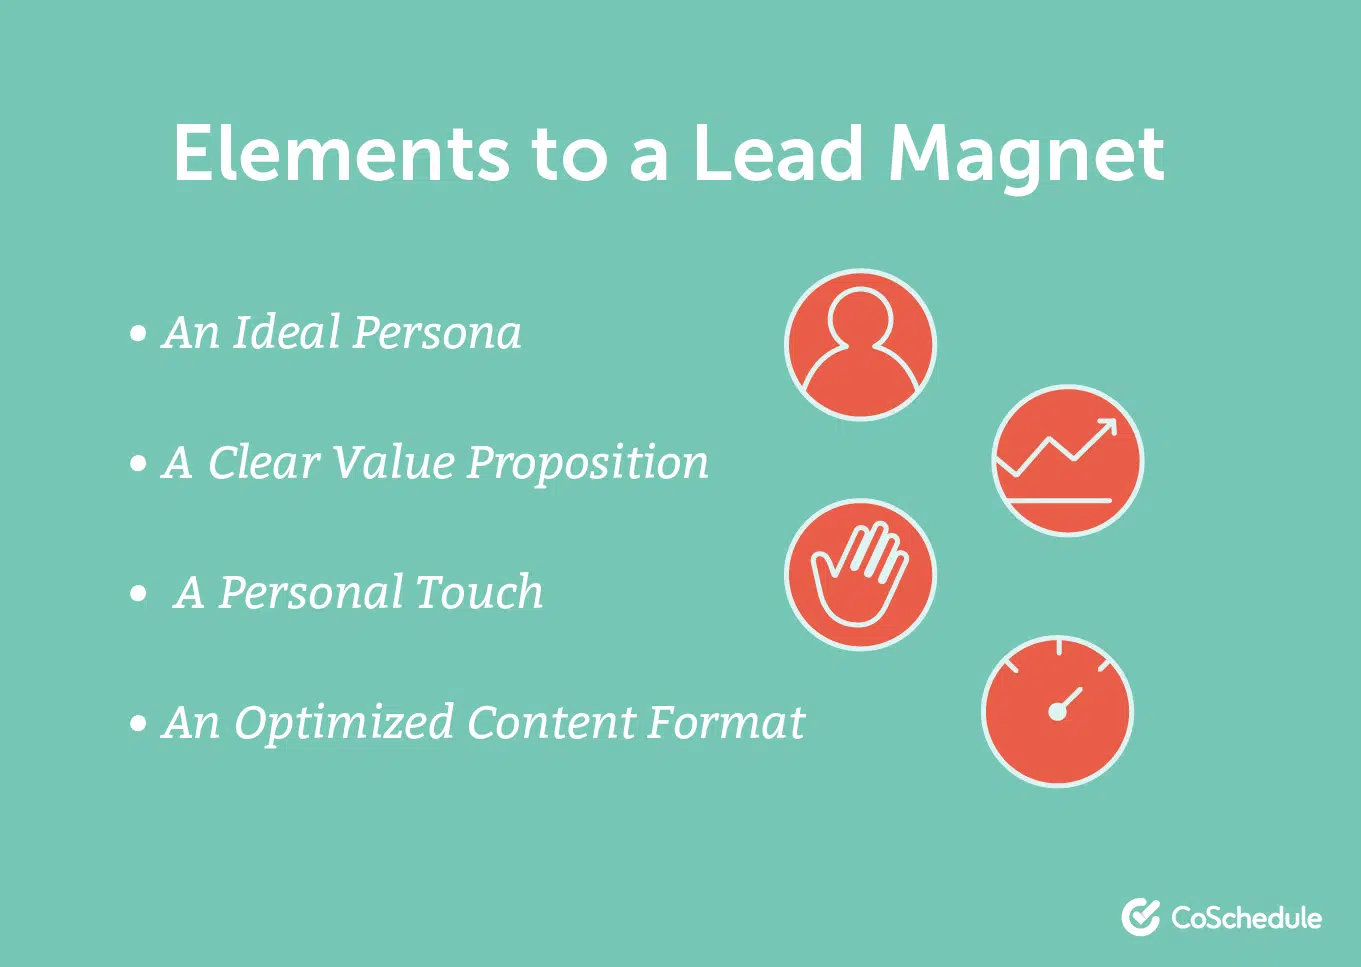 Elements to a Lead Magnet
• An Ideal Persona
• A Clear Value Proposition
• A Personal Touch
• An Optimized Content Format
CoSchedule